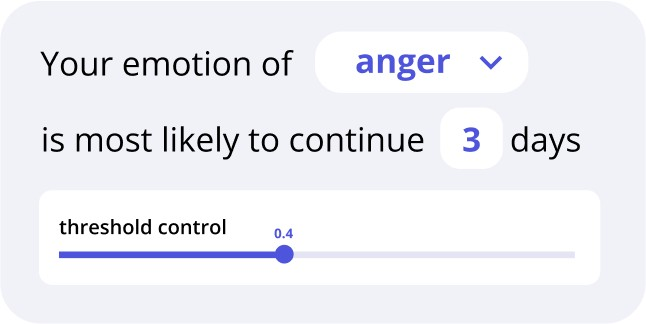 Your emotion of anger
is most likely to continue 3 days
threshold control
0.4